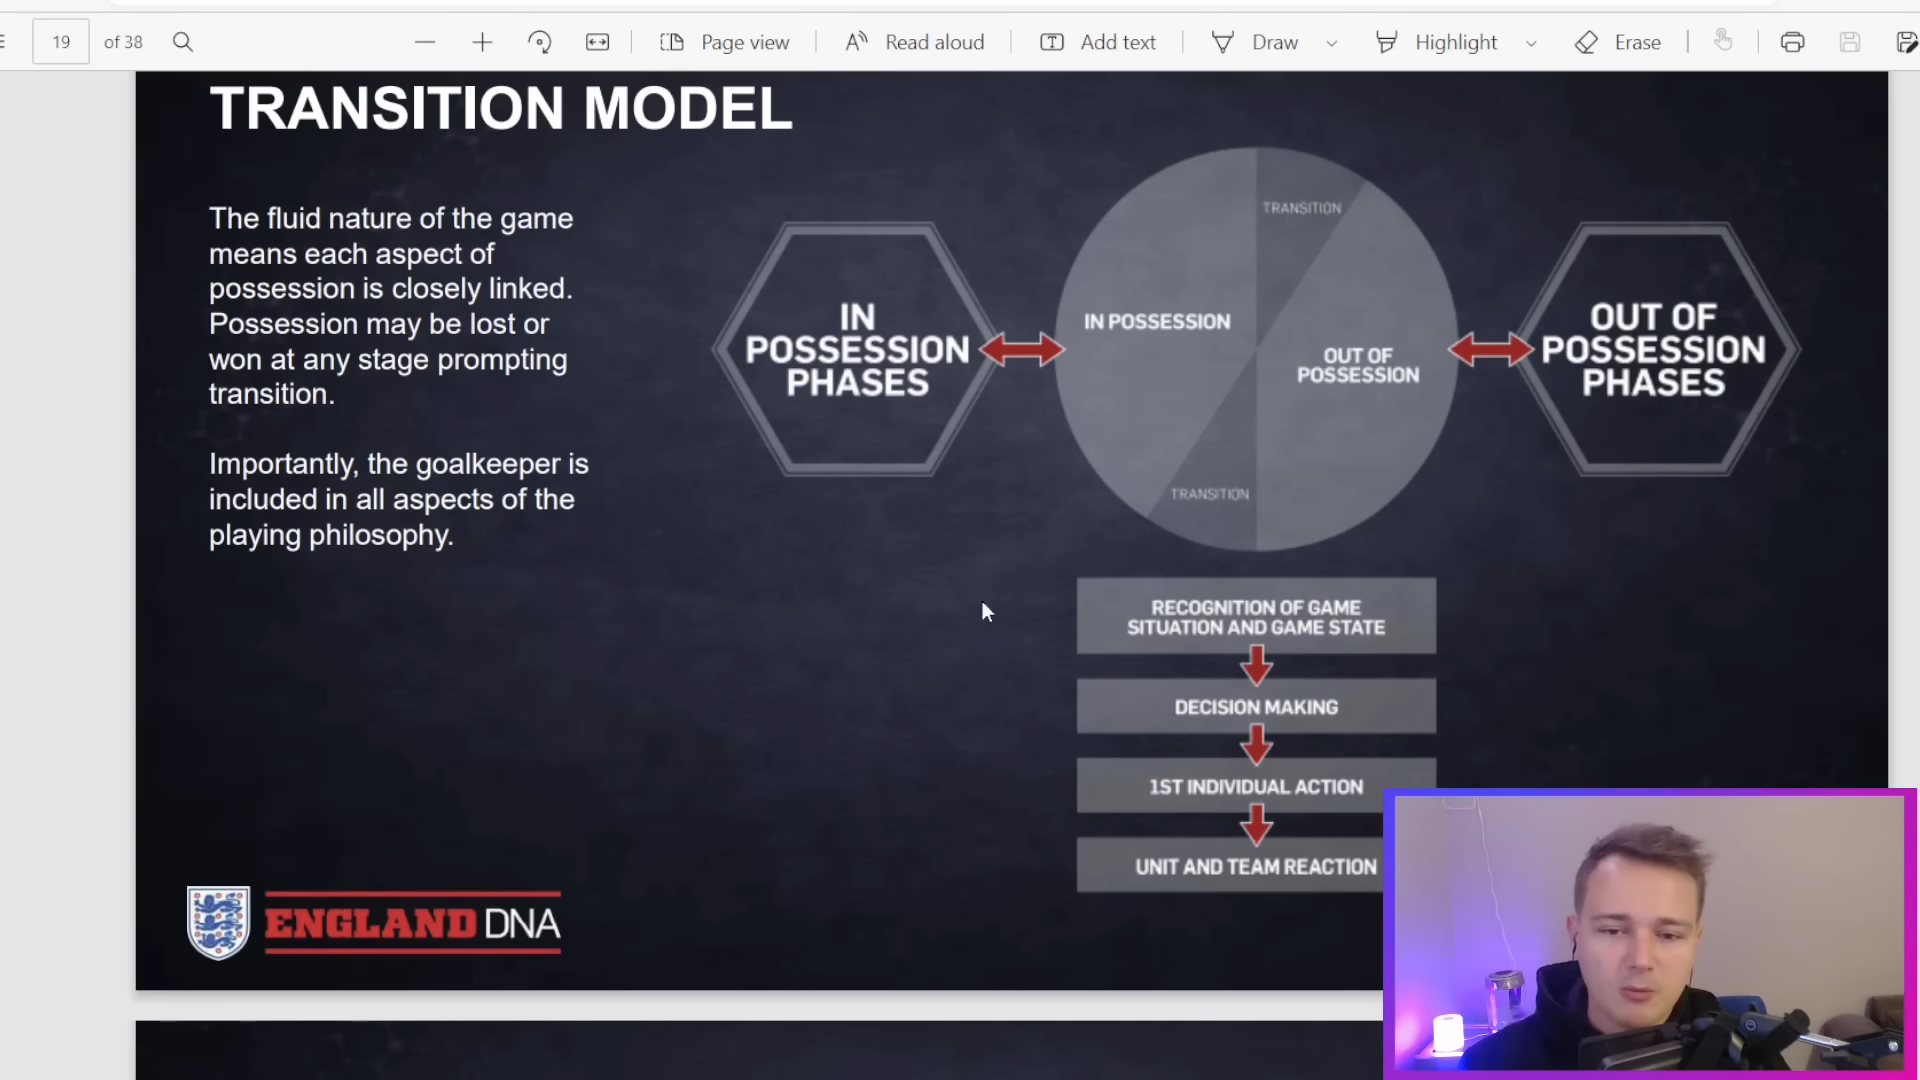 19 of 38 Page view Read aloud Add text Draw Highlight Erase
TRANSITION MODEL
The fluid nature of the game
means each aspect of
possession is closely linked.
Possession may be lost or
won at any stage prompting
transition.
Importantly, the goalkeeper is
included in all aspects of the
playing philosophy.
IN
POSSESSION
PHASES
TRANSITION
IN POSSESSION
OUT OF
POSSESSION
TRANSITION
OUT OF
POSSESSION
PHASES
RECOGNITION OF GAME
SITUATION AND GAME STATE
DECISION MAKING
1ST INDIVIDUAL ACTION
UNIT AND TEAM REACTION
ENGLAND DNA